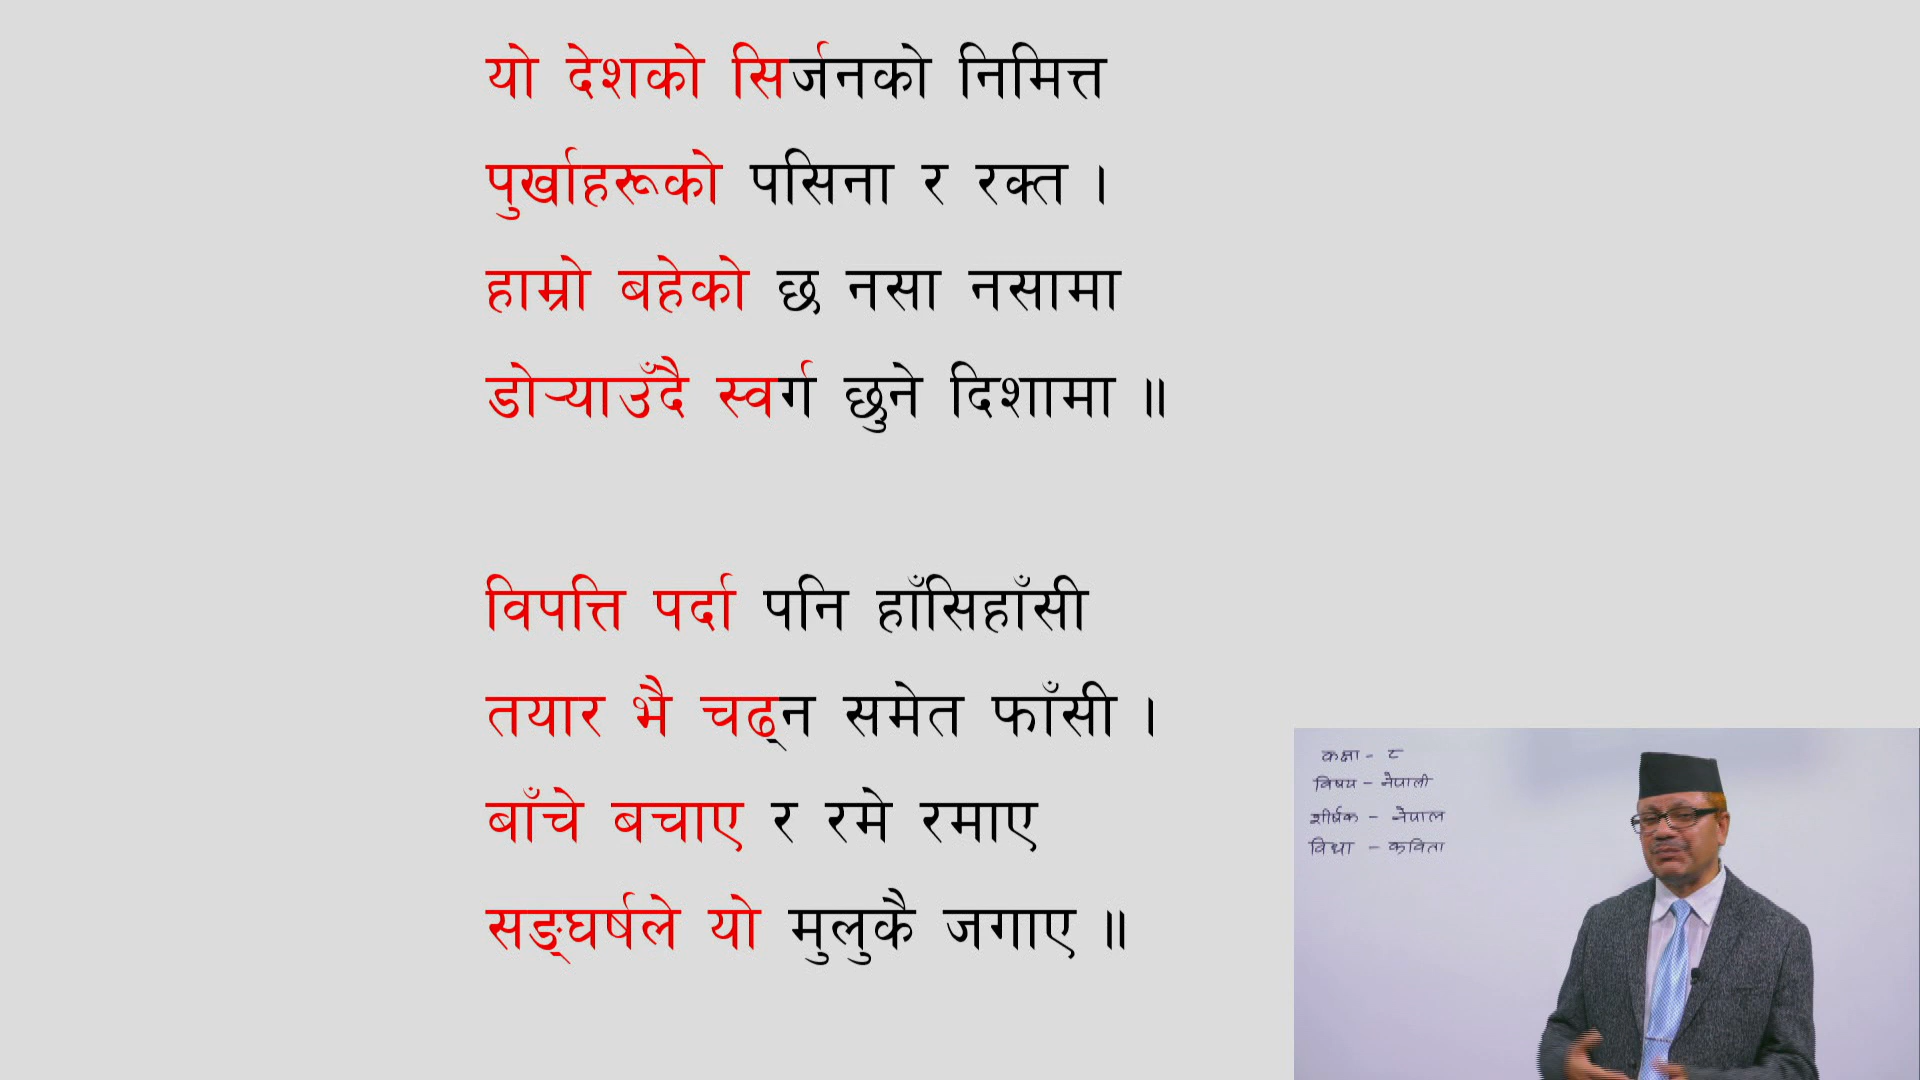 यो देशको सिर्जनको निमित्त
पुर्खाहरूको पसिना र रक्त ।
हाम्रो बहेको छ नसा नसामा
डोऱ्याउँदै स्वर्ग छुने दिशामा ॥
विपत्ति पर्दा पनि हाँसिहाँसी
तयार भै चढ्न समेत फाँसी ।
बाँचे बचाए र रमे रमाए
सङ्घर्षले यो मुलुकै जगाए ॥
कक्षा - ८
विषय - नेपाली
शीर्षक - नेपाल
विधा - कविता